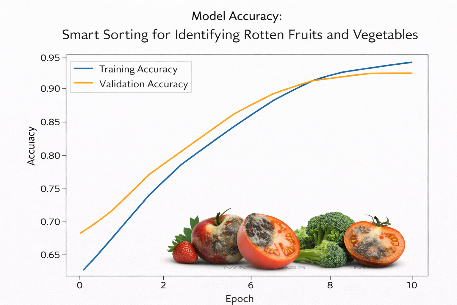 Model Accuracy:
Smart Sorting for Identifying Rotten Fruits and Vegetables
Training Accuracy
Validation Accuracy
Accuacy
0.95
0.90
0.85
0.80
0.75
0.70
0.65
0 2 4 6 8 10
Epoch